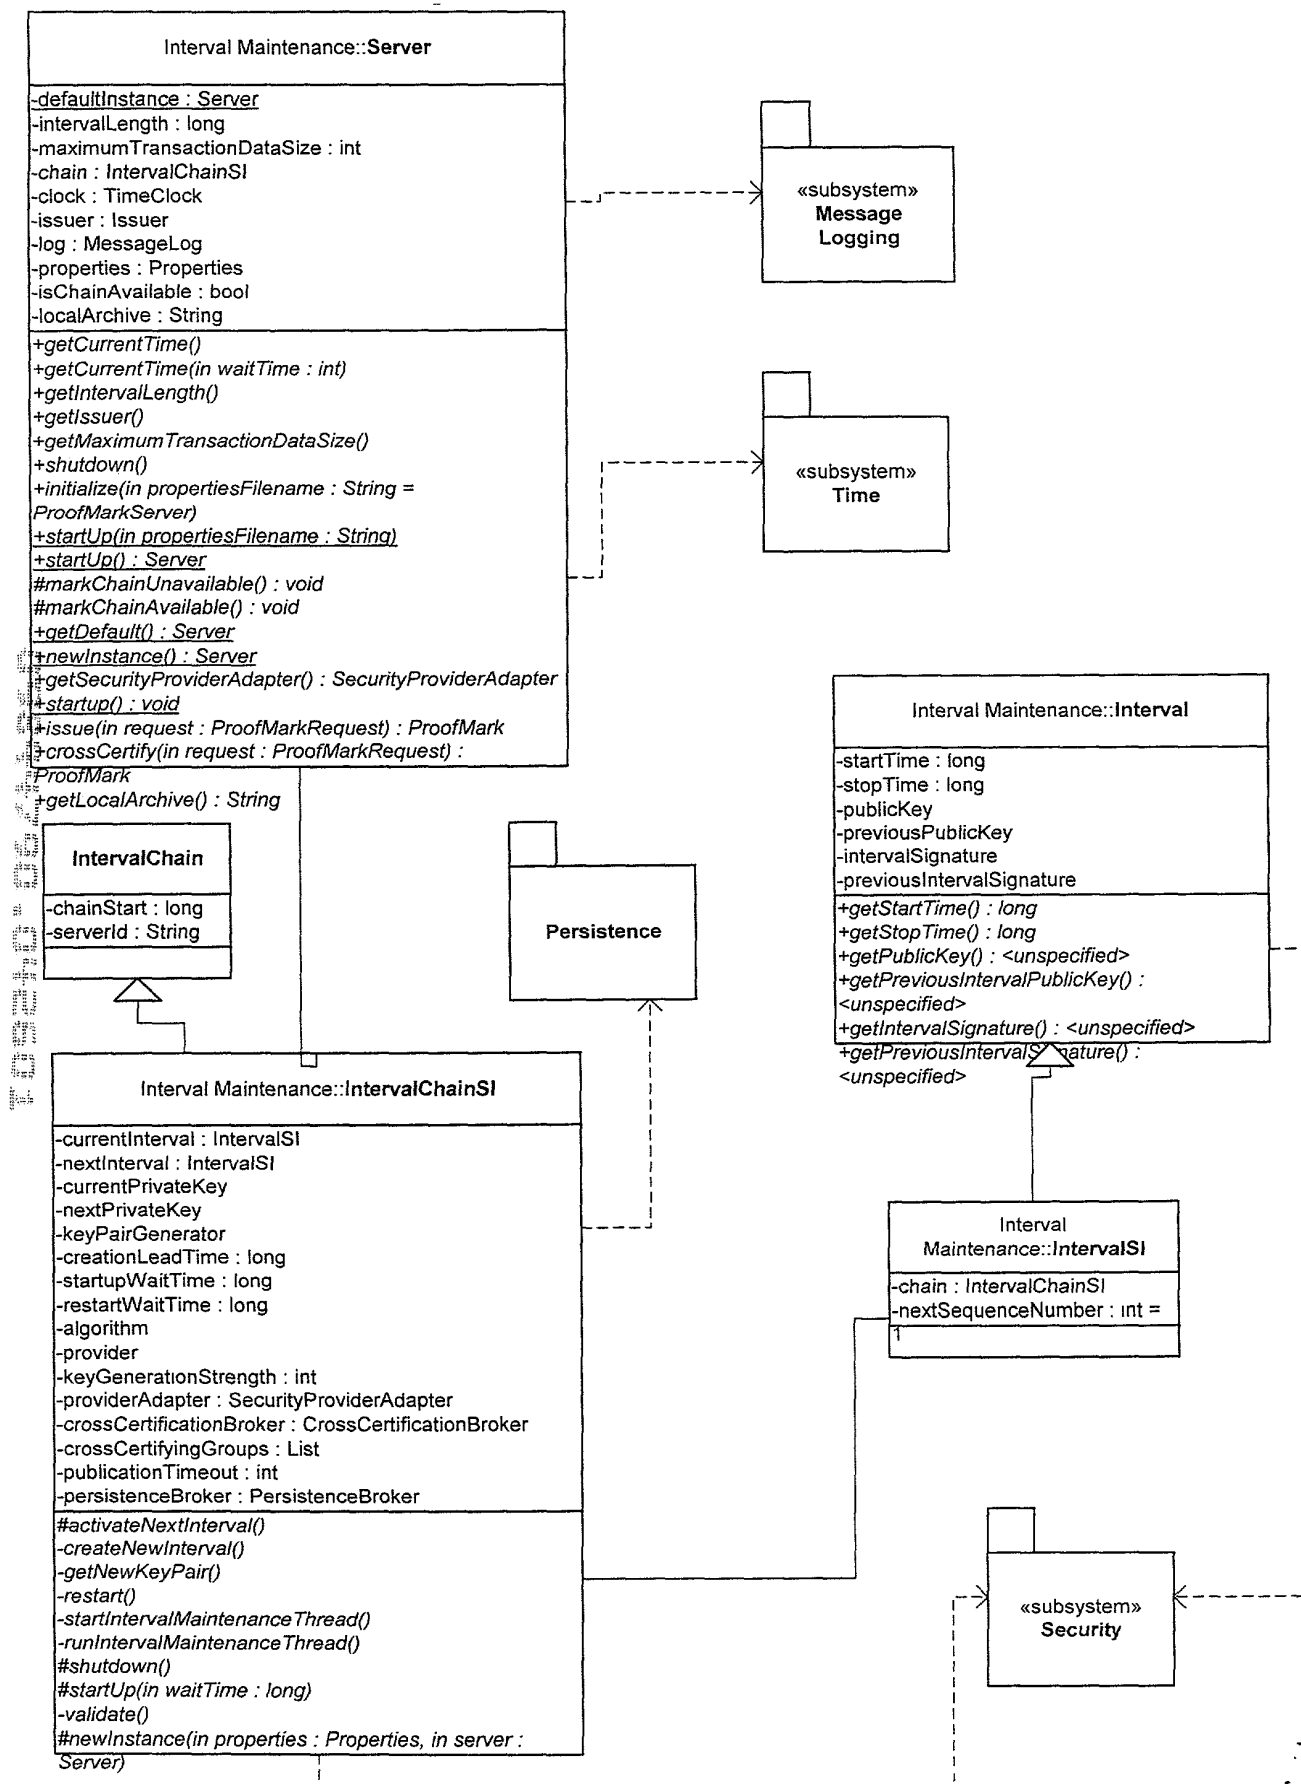 Interval Maintenance::Server
-defaultInstance : Server
-intervalLength : long
-maximumTransactionDataSize : int
-chain : IntervalChainSI
-clock : TimeClock
-issuer : Issuer
-log : MessageLog
-properties : Properties
-isChainAvailable : bool
-localArchive : String
+getCurrentTime()
+getCurrentTime(in waitTime : int)
+getIntervalLength()
+getIssuer()
+getMaximumTransactionDataSize()
+shutdown()
+initialize(in propertiesFilename : String =
ProofMarkServer)
+startUp(in propertiesFilename : String)
+startUp() : Server
#markChainUnavailable() : void
#markChainAvailable() : void
+getDefault() : Server
+newInstance() : Server
+getSecurityProviderAdapter() : SecurityProviderAdapter
+startup() : void
+issue(in request : ProofMarkRequest) : ProofMark
+crossCertify(in request : ProofMarkRequest) :
ProofMark
+getLocalArchive() : String
«subsystem»
Message
Logging
«subsystem»
Time
Interval Maintenance::Interval
-startTime : long
-stopTime : long
-publicKey
-previousPublicKey
-intervalSignature
-previousIntervalSignature
+getStartTime() : long
+getStopTime() : long
+getPublicKey() : <unspecified>
+getPreviousIntervalPublicKey() :
<unspecified>
+getIntervalSignature() : <unspecified>
+getPreviousIntervalSignature() :
<unspecified>
IntervalChain
-chainStart : long
-serverId : String
Persistence
Interval Maintenance::IntervalChainSI
-currentInterval : IntervalSI
-nextInterval : IntervalSI
-currentPrivateKey
-nextPrivateKey
-keyPairGenerator
-creationLeadTime : long
-startupWaitTime : long
-restartWaitTime : long
-algorithm
-provider
-keyGenerationStrength : int
-providerAdapter : SecurityProviderAdapter
-crossCertificationBroker : CrossCertificationBroker
-crossCertifyingGroups : List
-publicationTimeout : int
-persistenceBroker : PersistenceBroker
#activateNextInterval()
-createNewInterval()
-getNewKeyPair()
-restart()
-startIntervalMaintenanceThread()
-runIntervalMaintenanceThread()
#shutdown()
#startUp(in waitTime : long)
-validate()
#newInstance(in properties : Properties, in server :
Server)
Interval
Maintenance::IntervalSI
-chain : IntervalChainSI
-nextSequenceNumber : int =
1
«subsystem»
Security